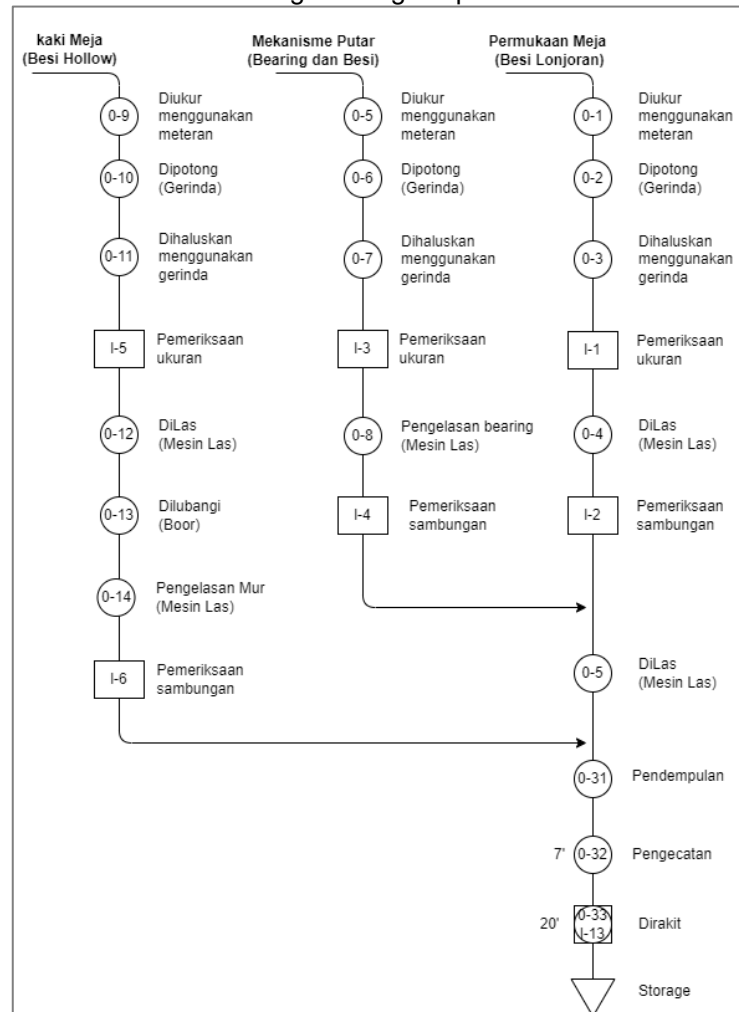 kaki Meja
(Besi Hollow)
Mekanisme Putar
(Bearing dan Besi)
Permukaan Meja
(Besi Lonjoran)
0-9
Diukur
menggunakan
meteran
0-5
Diukur
menggunakan
meteran
0-1
Diukur
menggunakan
meteran
0-10
Dipotong
(Gerinda)
0-6
Dipotong
(Gerinda)
0-2
Dipotong
(Gerinda)
0-11
Dihaluskan
menggunakan
gerinda
0-7
Dihaluskan
menggunakan
gerinda
0-3
Dihaluskan
menggunakan
gerinda
I-5
Pemeriksaan
ukuran
I-3
Pemeriksaan
ukuran
I-1
Pemeriksaan
ukuran
0-12
DiLas
(Mesin Las)
0-8
Pengelasan bearing
(Mesin Las)
0-4
DiLas
(Mesin Las)
0-13
Dilubangi
(Boor)
I-4
Pemeriksaan
sambungan
I-2
Pemeriksaan
sambungan
0-14
Pengelasan Mur
(Mesin Las)
I-6
Pemeriksaan
sambungan
0-5
DiLas
(Mesin Las)
0-31
Pendempulan
7'
0-32
Pengecatan
20'
0-33
I-13
Dirakit
Storage